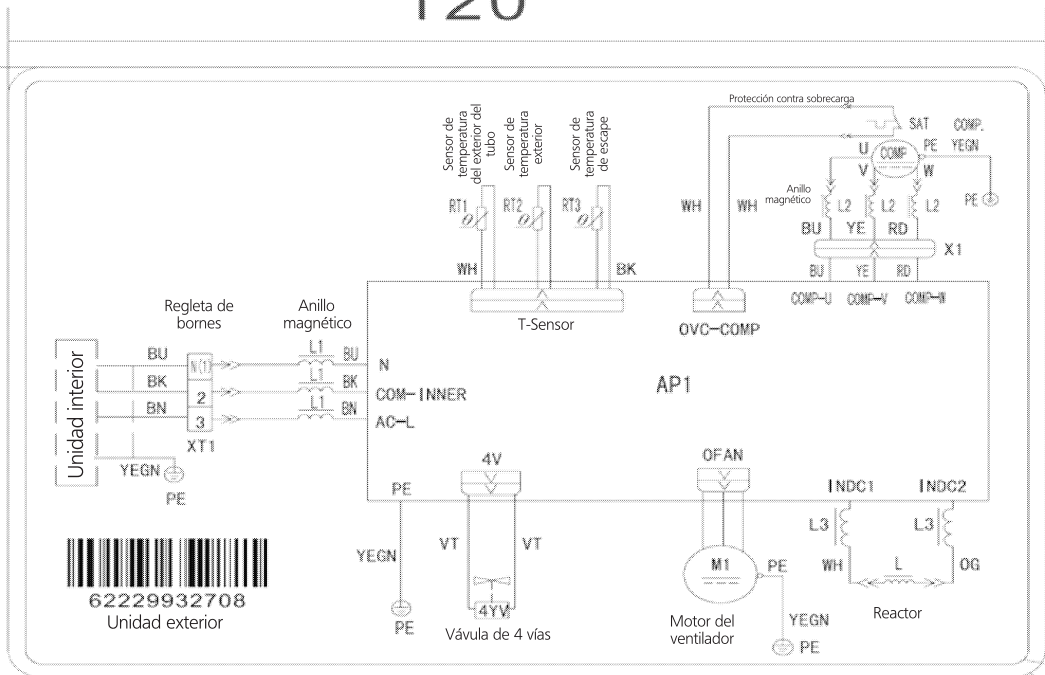 120
Protección contra sobrecarga
Sensor de
temperatura
del exterior del
tubo
Sensor de
temperatura
exterior
Sensor de
temperatura
de escape
SAT
COMP.
U
COMP
PE
YEGN
V
W
RT1
RT2
RT3
WH
WH
Anillo
magnético
L2
L2
L2
PE
BU
YE
RD
X1
WH
BK
BU
YE
RD
COMP-U
COMP-V
COMP-W
T-Sensor
OVC-COMP
Regleta de
bornes
Anillo
magnético
Unidad interior
BU
N(1)
L1
BU
N
BK
2
L1
BK
COM-INNER
AP1
BN
3
L1
BN
AC-L
XT1
YEGN
PE
PE
4V
OFAN
INDC1
INDC2
L3
L3
YEGN
VT
VT
M1
PE
WH
L
OG
62229932708
Unidad exterior
PE
4YV
Vávula de 4 vías
Motor del
ventilador
YEGN
PE
Reactor